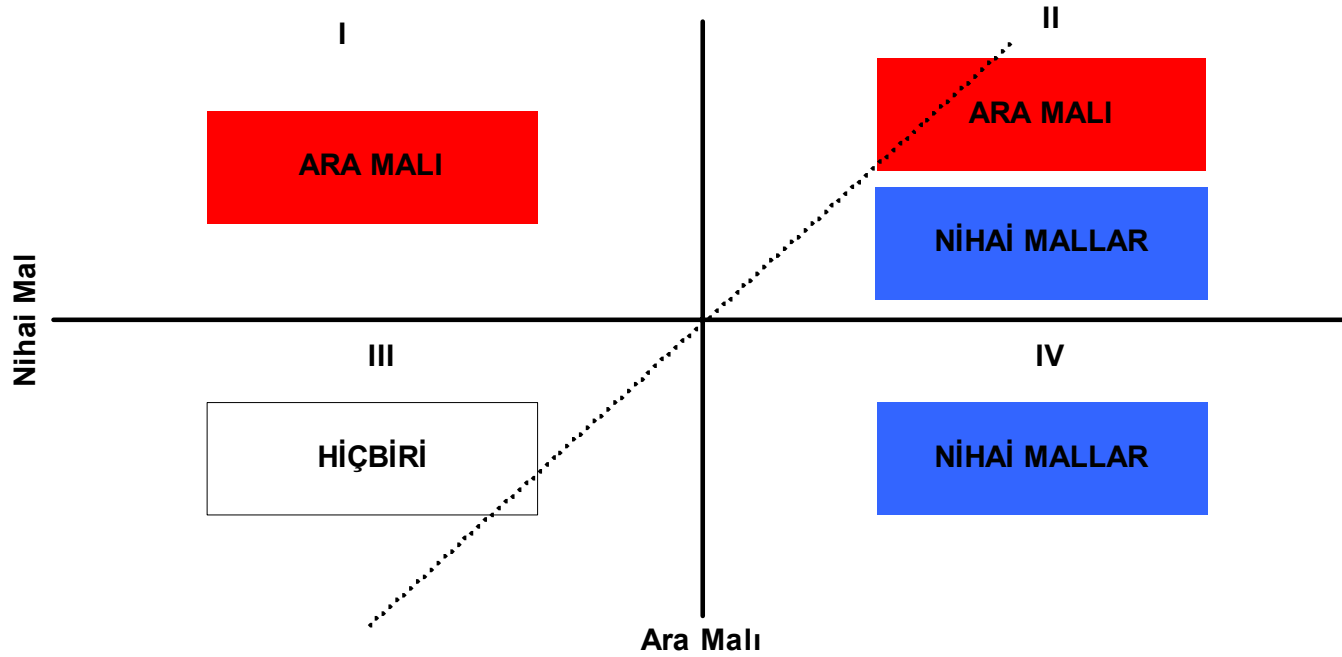 I
II
ARA MALI
ARA MALI
NİHAİ MALLAR
Nihai Mal
III
IV
HİÇBİRİ
NİHAİ MALLAR
Ara Malı